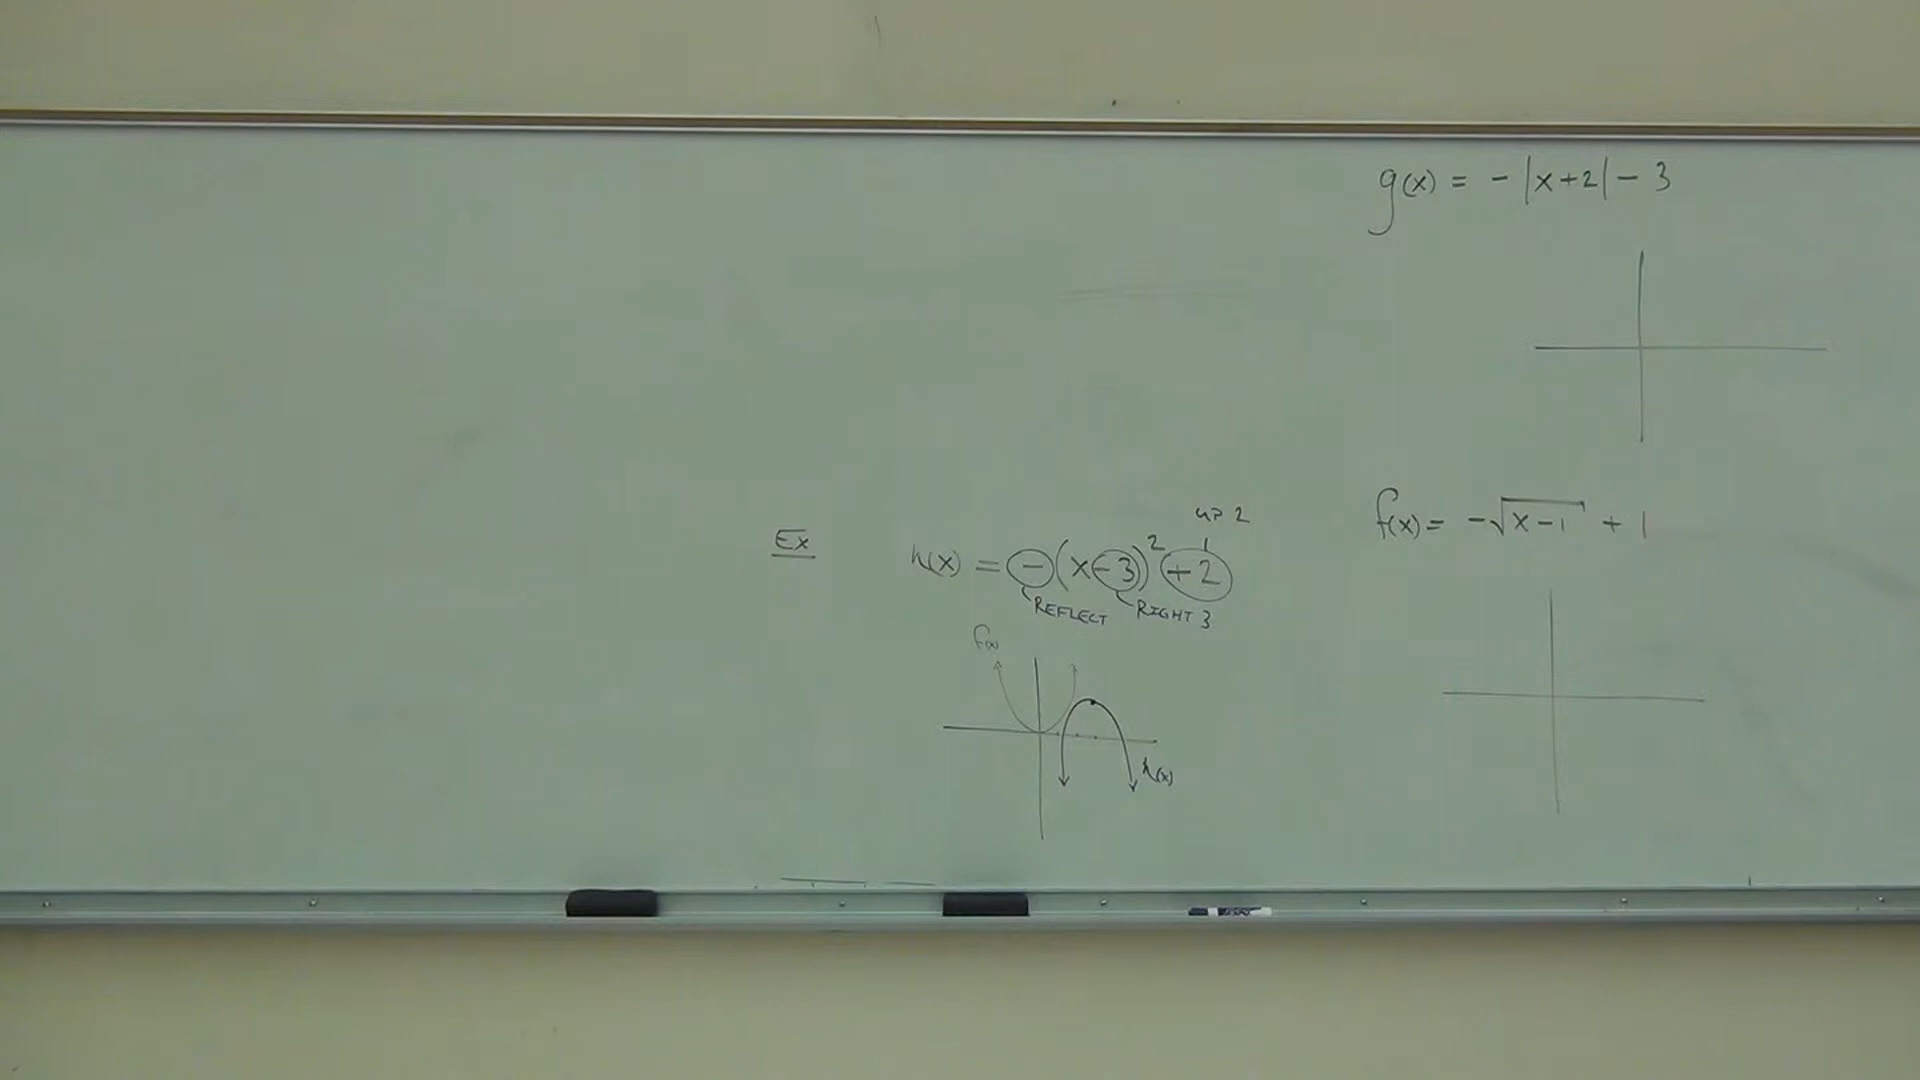 g(x) = - |x+2| - 3
Ex
up 2
h(x) = - (x - 3)² + 2
REFLECT RIGHT 3
f(x)
h(x)
f(x) = -√x-1 + 1